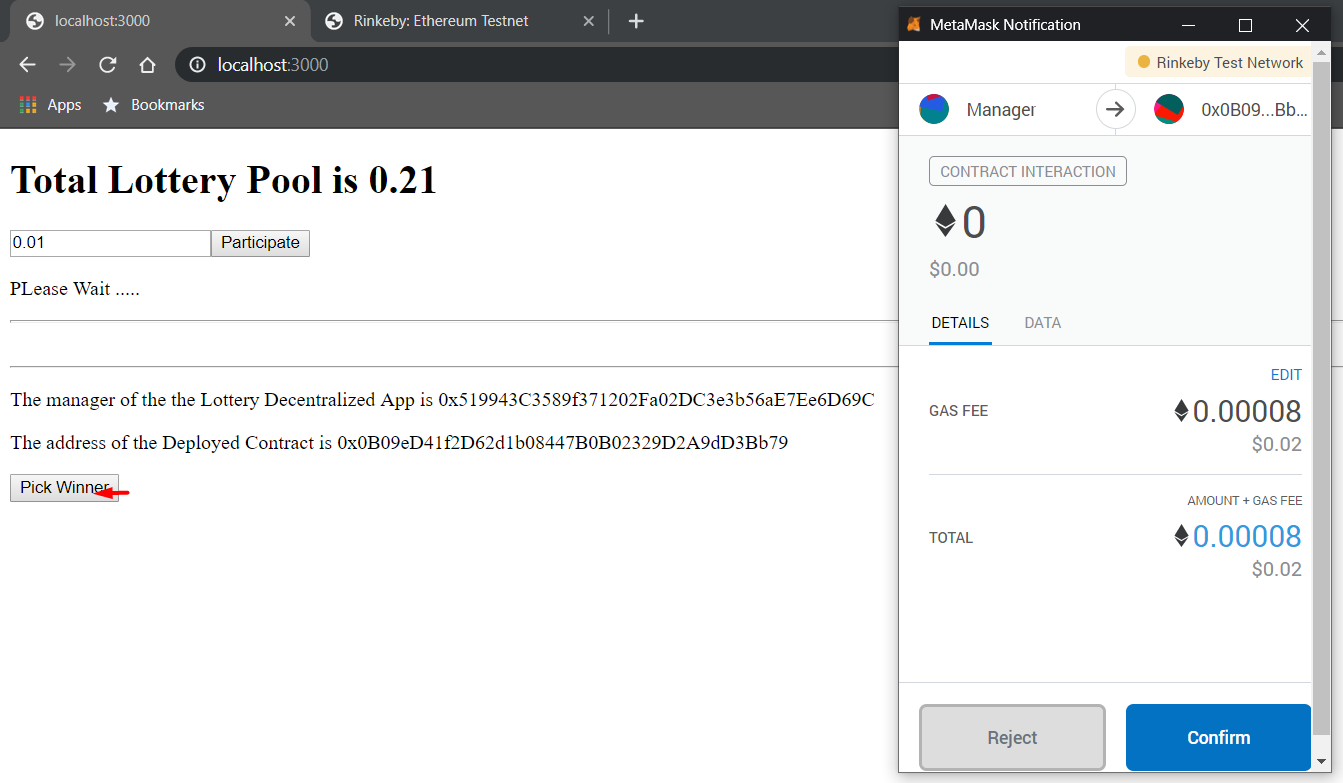 localhost:3000
Rinkeby: Ethereum Testnet
localhost:3000
Apps Bookmarks
Total Lottery Pool is 0.21
0.01 Participate
PLease Wait .....
The manager of the the Lottery Decentralized App is 0x519943C3589f371202Fa02DC3e3b56aE7Ee6D69C
The address of the Deployed Contract is 0x0B09eD41f2D62d1b08447B0B02329D2A9dD3Bb79
Pick Winner
MetaMask Notification
Rinkeby Test Network
Manager 0x0B09...Bb...
CONTRACT INTERACTION
0
$0.00
DETAILS DATA
EDIT
GAS FEE 0.00008
$0.02
AMOUNT + GAS FEE
TOTAL 0.00008
$0.02
Reject Confirm